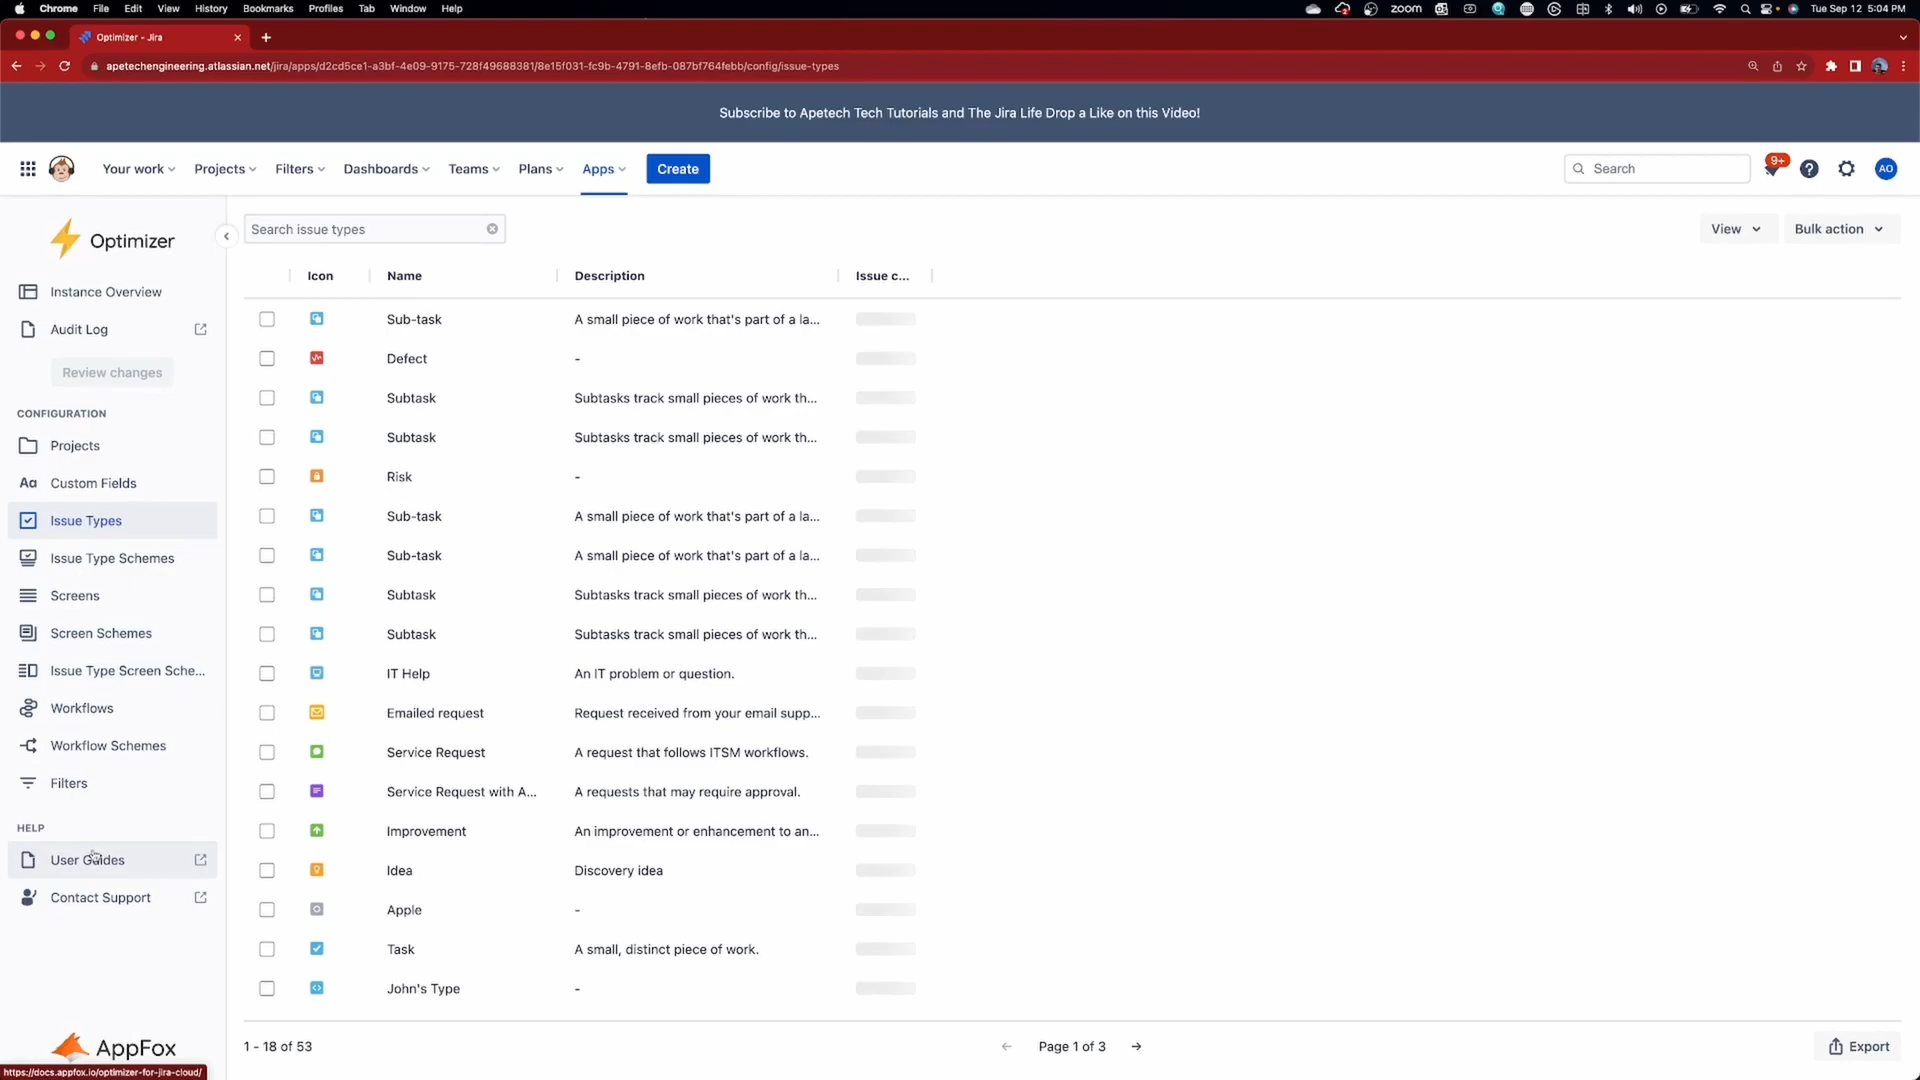 Chrome File Edit View History Bookmarks Profiles Tab Window Help zoom Tue Sep 12 5:04 PM
Optimizer - Jira
apetechengineering.atlassian.net/jira/apps/d2cd5ce1-a3bf-4e09-9175-728f49688381/8e15f031-fc9b-4791-8efb-087bf764febb/config/issue-types
Subscribe to Apetech Tech Tutorials and The Jira Life Drop a Like on this Video!
Your work Projects Filters Dashboards Teams Plans Apps Create Search 9+ AO
Optimizer
Instance Overview
Audit Log
Review changes
CONFIGURATION
Projects
Custom Fields
Issue Types
Issue Type Schemes
Screens
Screen Schemes
Issue Type Screen Sche...
Workflows
Workflow Schemes
Filters
HELP
User Guides
Contact Support
AppFox
https://docs.appfox.io/optimizer-for-jira-cloud/
Search issue types View Bulk action
Icon Name Description Issue c...
Sub-task A small piece of work that's part of a la...
Defect -
Subtask Subtasks track small pieces of work th...
Subtask Subtasks track small pieces of work th...
Risk -
Sub-task A small piece of work that's part of a la...
Sub-task A small piece of work that's part of a la...
Subtask Subtasks track small pieces of work th...
Subtask Subtasks track small pieces of work th...
IT Help An IT problem or question.
Emailed request Request received from your email supp...
Service Request A request that follows ITSM workflows.
Service Request with A... A requests that may require approval.
Improvement An improvement or enhancement to an...
Idea Discovery idea
Apple -
Task A small, distinct piece of work.
John's Type -
1 - 18 of 53 Page 1 of 3 Export